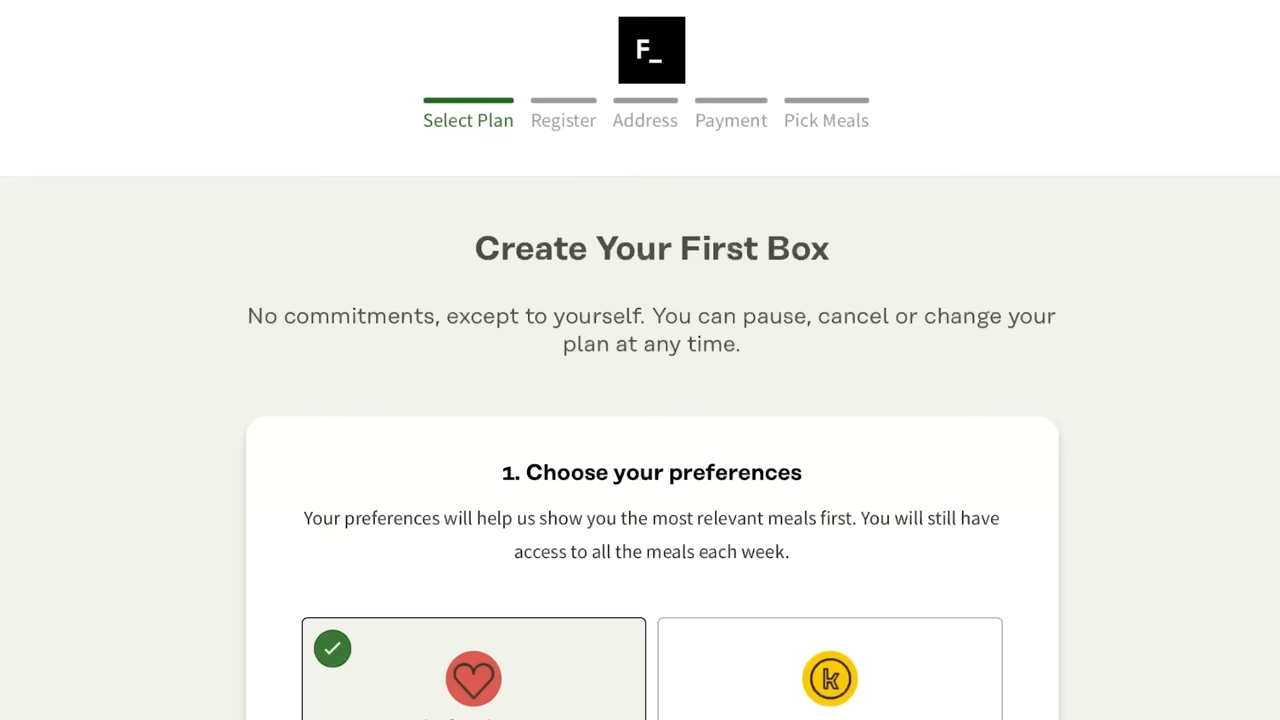 F_
Select Plan Register Address Payment Pick Meals
Create Your First Box
No commitments, except to yourself. You can pause, cancel or change your
plan at any time.
1. Choose your preferences
Your preferences will help us show you the most relevant meals first. You will still have
access to all the meals each week.
k